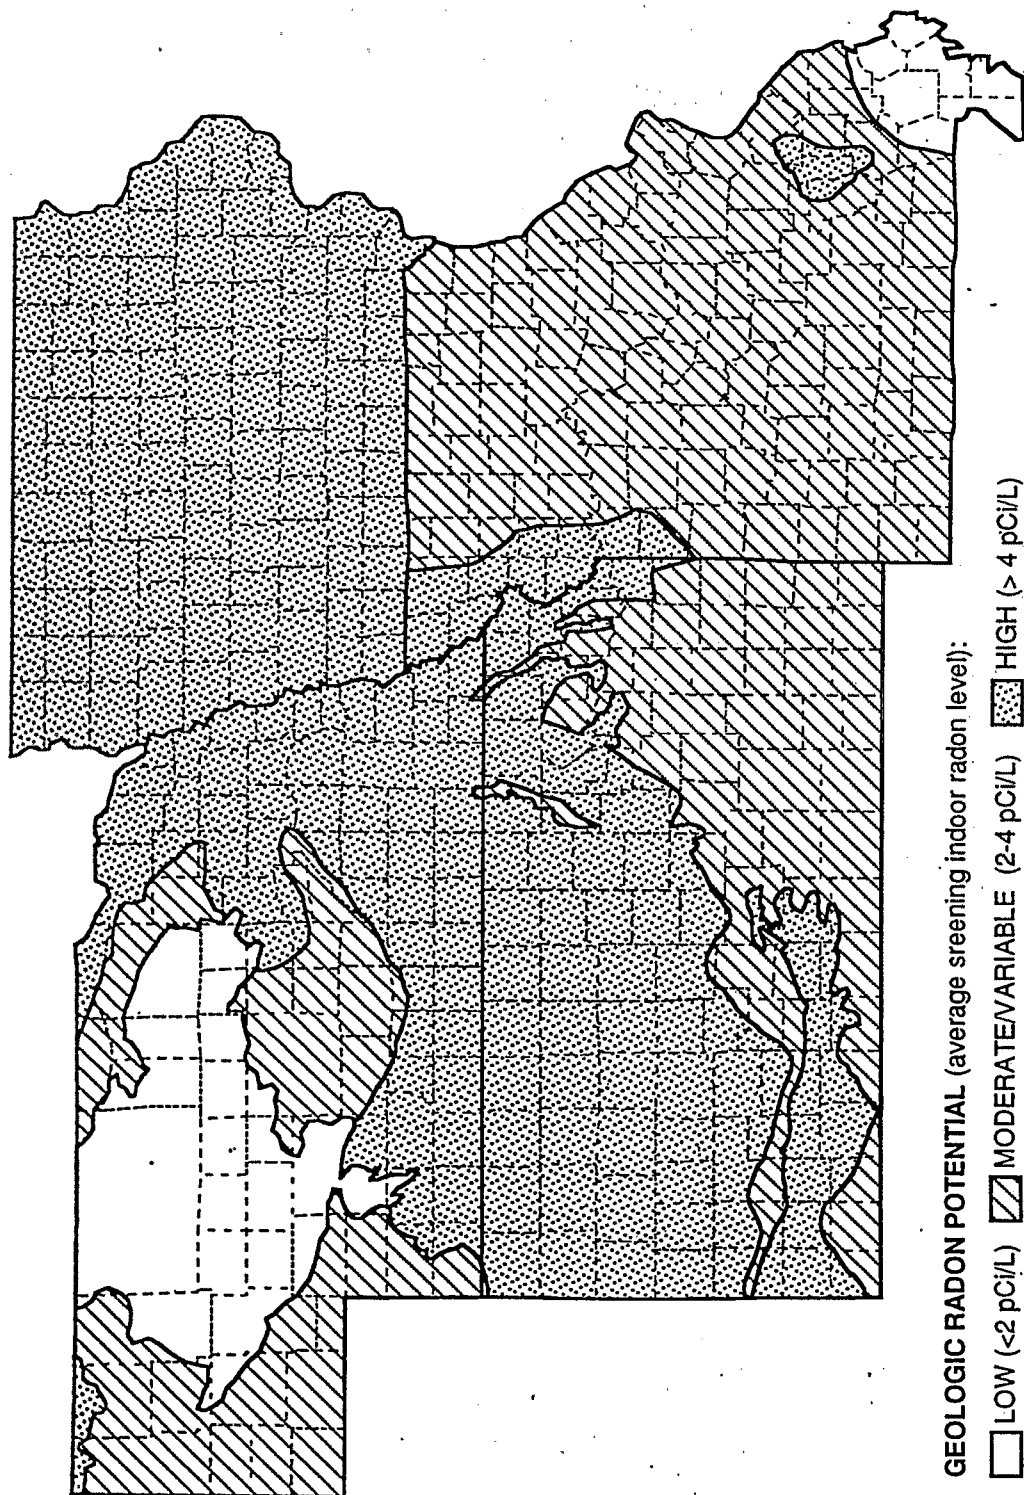 GEOLOGIC RADON POTENTIAL (average sreening indoor radon level):
LOW (<2 pCi/L) MODERATE/VARIABLE (2-4 pCi/L) HIGH (> 4 pCi/L)